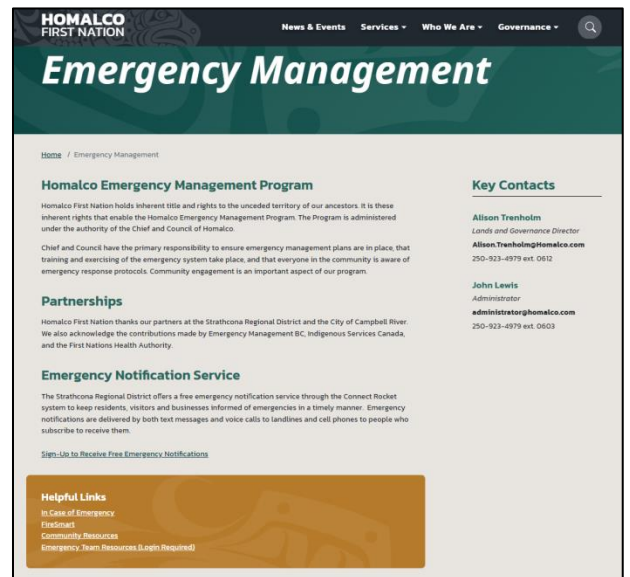 HOMALCO
FIRST NATION
News & Events Services Who We Are Governance
Emergency Management
Home / Emergency Management
Homalco Emergency Management Program
Homalco First Nation holds inherent title and rights to the unceded territory of our ancestors. It is these
inherent rights that enable the Homalco Emergency Management Program. The Program is administered
under the authority of the Chief and Council of Homalco.
Chief and Council have the primary responsibility to ensure emergency management plans are in place, that
training and exercising of the emergency system take place, and that everyone in the community is aware of
emergency response protocols. Community engagement is an important aspect of our program.
Partnerships
Homalco First Nation thanks our partners at the Strathcona Regional District and the City of Campbell River.
We also acknowledge the contributions made by Emergency Management BC, Indigenous Services Canada,
and the First Nations Health Authority.
Emergency Notification Service
The Strathcona Regional District offers a free emergency notification service through the Connect Rocket
system to keep residents, visitors and businesses informed of emergencies in a timely manner. Emergency
notifications are delivered by both text messages and voice calls to landlines and cell phones to people who
subscribe to receive them.
Sign-Up to Receive Free Emergency Notifications
Helpful Links
In Case of Emergency
FireSmart
Community Resources
Emergency Team Resources (Login Required)
Key Contacts
Alison Trenholm
Lands and Governance Director
Alison.Trenholm@Homalco.com
250-923-4979 ext. 0612
John Lewis
Administrator
administrator@homalco.com
250-923-4979 ext. 0603